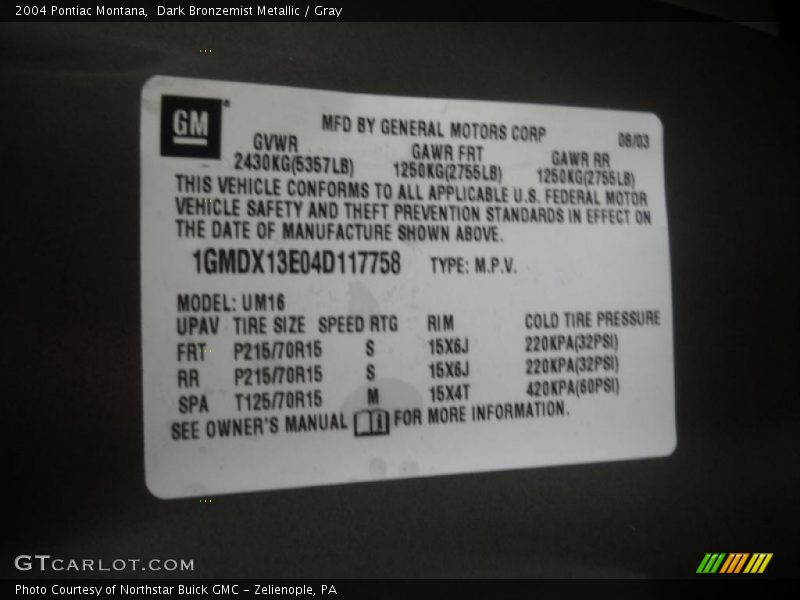 2004 Pontiac Montana,  Dark Bronzemist Metallic / Gray
GM
MFD BY GENERAL MOTORS CORP 08/03
GVWR GAWR FRT GAWR RR
2430KG(5357LB) 1250KG(2755LB) 1250KG(2755LB)
THIS VEHICLE CONFORMS TO ALL APPLICABLE U.S. FEDERAL MOTOR
VEHICLE SAFETY AND THEFT PREVENTION STANDARDS IN EFFECT ON
THE DATE OF MANUFACTURE SHOWN ABOVE.
1GMDX13E04D117758 TYPE: M.P.V.
MODEL: UM16
UPAV TIRE SIZE SPEED RTG RIM COLD TIRE PRESSURE
FRT P215/70R15 S 15X6J 220KPA(32PSI)
RR P215/70R15 S 15X6J 220KPA(32PSI)
SPA T125/70R15 M 15X4T 420KPA(60PSI)
SEE OWNER'S MANUAL FOR MORE INFORMATION.
GTCARLOT.COM
Photo Courtesy of Northstar Buick GMC - Zelienople, PA